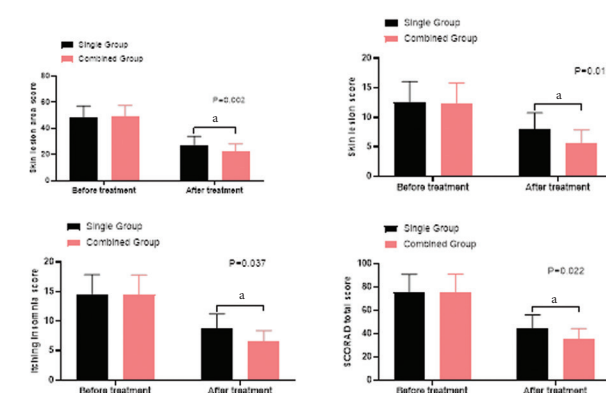 Single Group
Combined Group
Skin lesion area score
80
60
40
20
0
P=0.002
a
Before treatment
After treatment
Single Group
Combined Group
Skin lesion score
20
15
10
5
0
P=0.01
a
Before treatment
After treatment
Single Group
Combined Group
Itching Insomnia score
20
15
10
5
0
P=0.037
a
Before treatment
After treatment
Single Group
Combined Group
SCORAD total score
100
80
60
40
20
0
P=0.022
a
Before treatment
After treatment